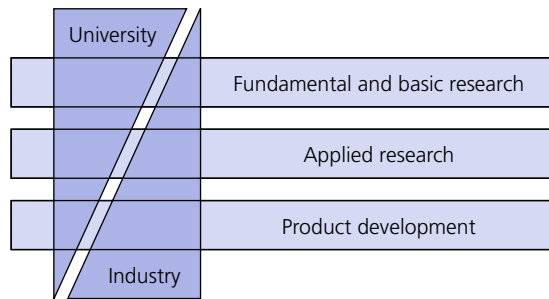 University
Fundamental and basic research
Applied research
Product development
Industry